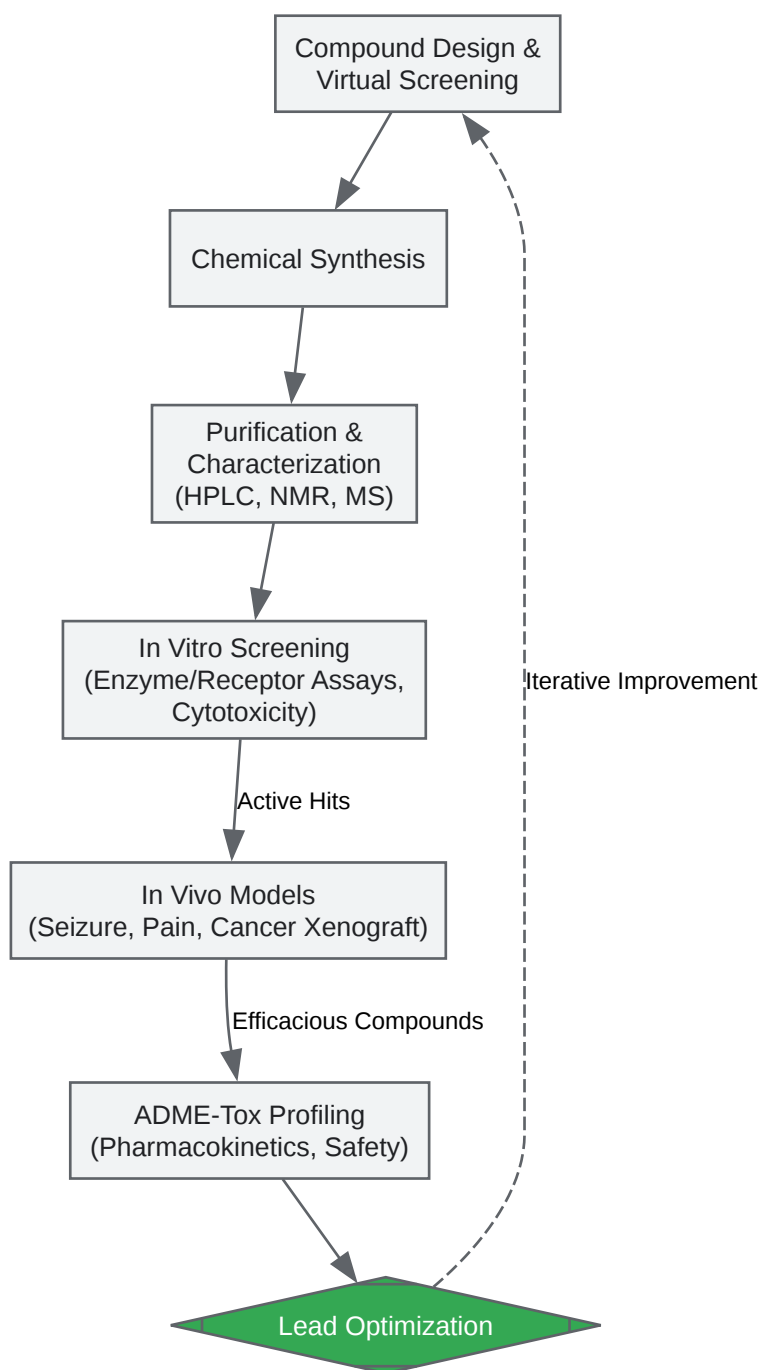 Compound Design &
Virtual Screening
Chemical Synthesis
Purification &
Characterization
(HPLC, NMR, MS)
In Vitro Screening
(Enzyme/Receptor Assays,
Cytotoxicity)
Iterative Improvement
Active Hits
In Vivo Models
(Seizure, Pain, Cancer Xenograft)
Efficacious Compounds
ADME-Tox Profiling
(Pharmacokinetics, Safety)
Lead Optimization